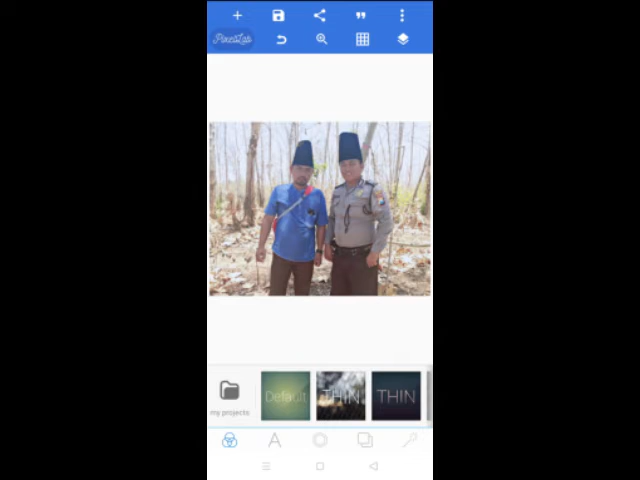 PixelLab
my projects
Default
THIN
THIN
A